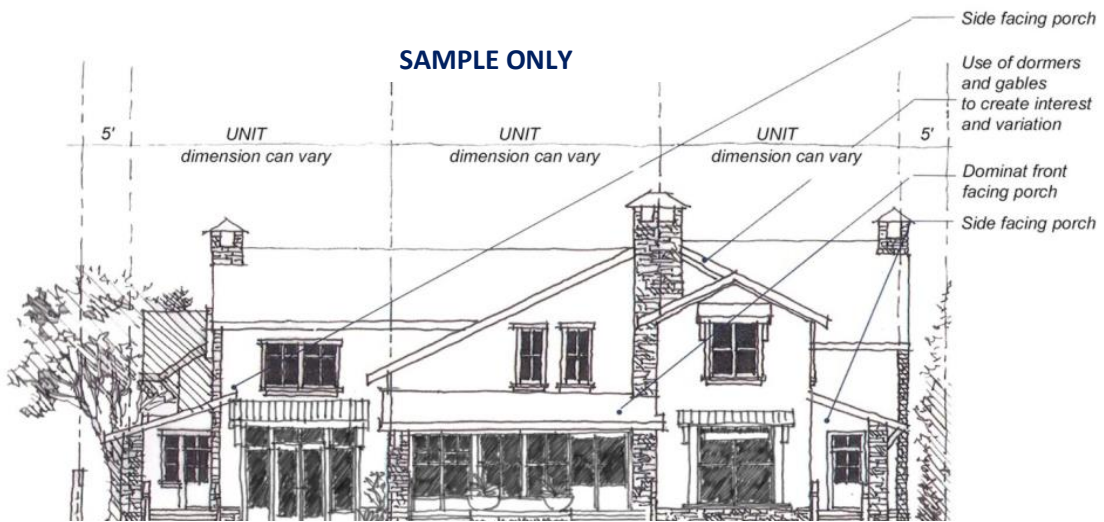 Side facing porch
SAMPLE ONLY
Use of dormers
and gables
to create interest
and variation
5' UNIT UNIT UNIT 5'
dimension can vary dimension can vary dimension can vary
Dominat front
facing porch
Side facing porch